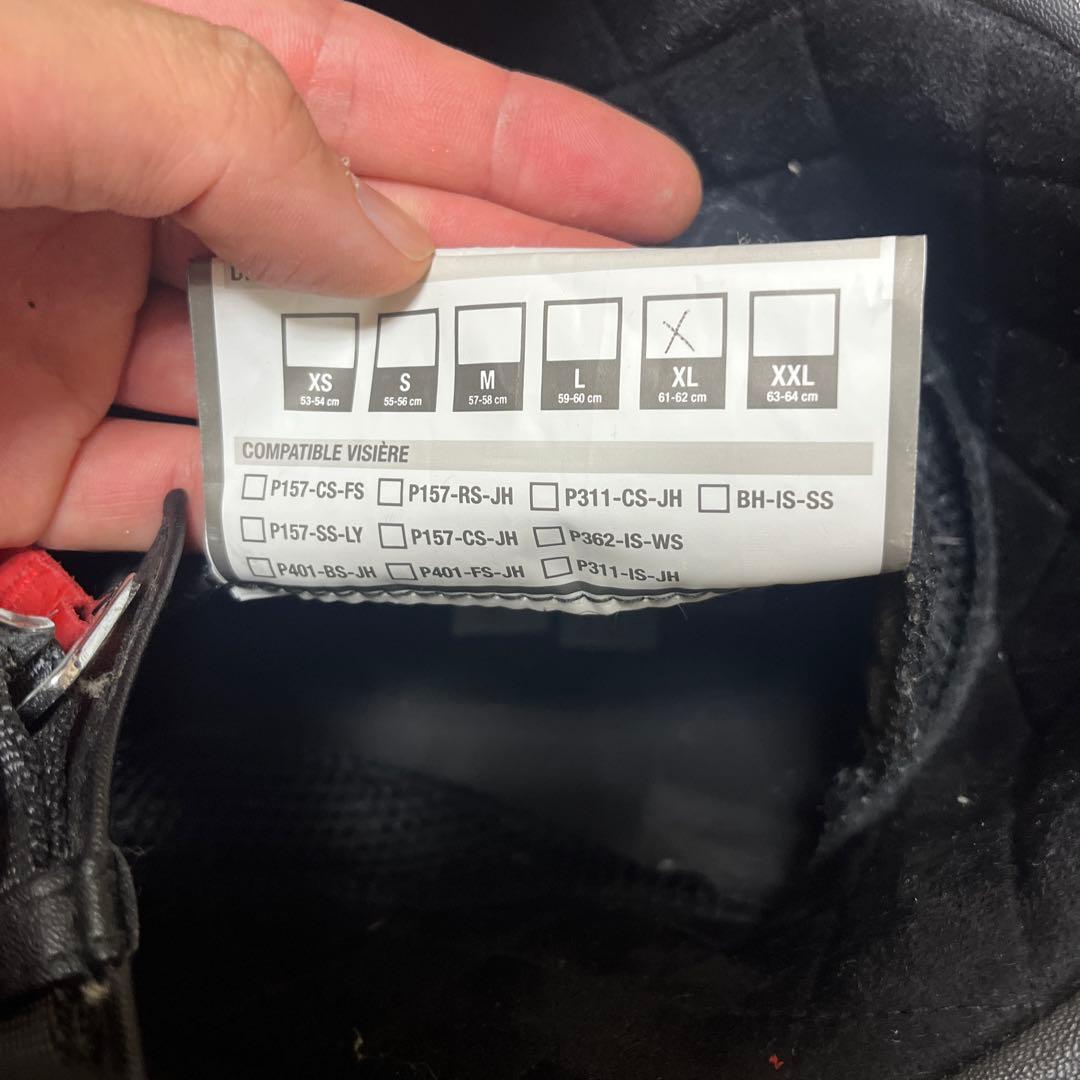 XS S M L XL XXL
53-54 cm 55-56 cm 57-58 cm 59-60 cm 61-62 cm 63-64 cm
COMPATIBLE VISIÈRE
P157-CS-FS P157-RS-JH P311-CS-JH BH-IS-SS
P157-SS-LY P157-CS-JH P362-IS-WS
P401-BS-JH P401-FS-JH P311-IS-JH